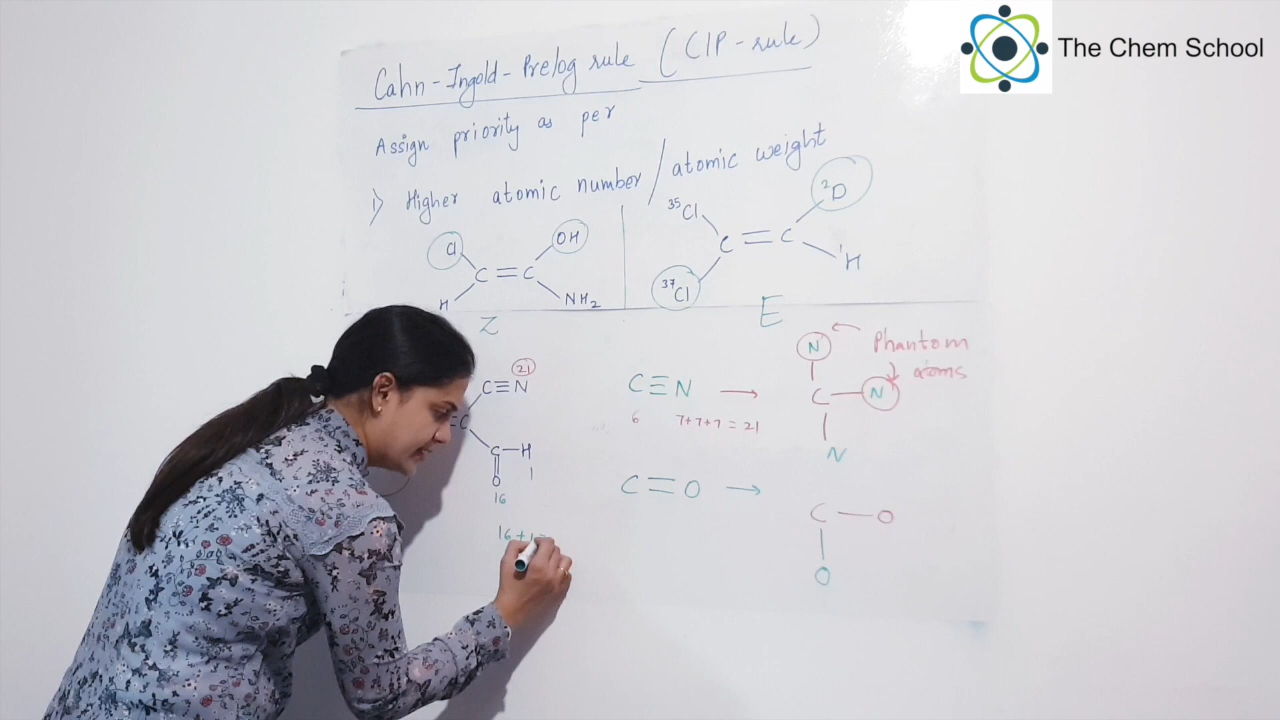 The Chem School
Cahn-Ingold-Prelog rule (CIP-rule)
Assign priority as per
i) Higher atomic number / atomic weight
Cl OH
C=C
H NH₂
Z
³⁵Cl ²D
C=C
³⁷Cl ¹H
E
21
C≡N
C
C-H
O 1
16
16+1=
C≡N →
6 7+7+7=21
N Phantom
atoms
C-N
N
C=O →
C-O
O